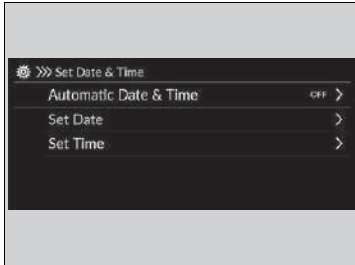 >>> Set Date & Time
Automatic Date & Time OFF >
Set Date >
Set Time >